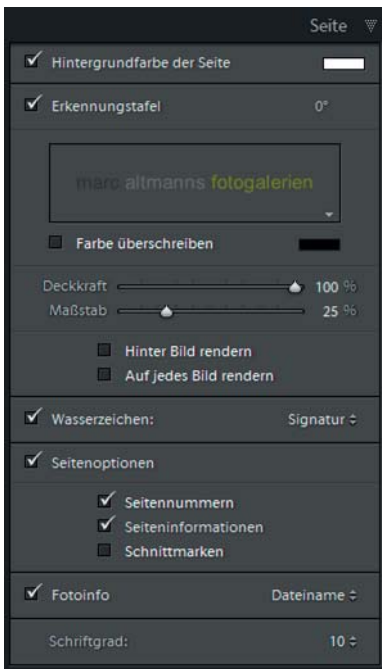 Seite
Hintergrundfarbe der Seite
Erkennungstafel 0°
marc altmanns fotogalerien
Farbe überschreiben
Deckkraft 100 %
Maßstab 25 %
Hinter Bild rendern
Auf jedes Bild rendern
Wasserzeichen: Signatur
Seitenoptionen
Seitennummern
Seiteninformationen
Schnittmarken
Fotoinfo Dateiname
Schriftgrad: 10